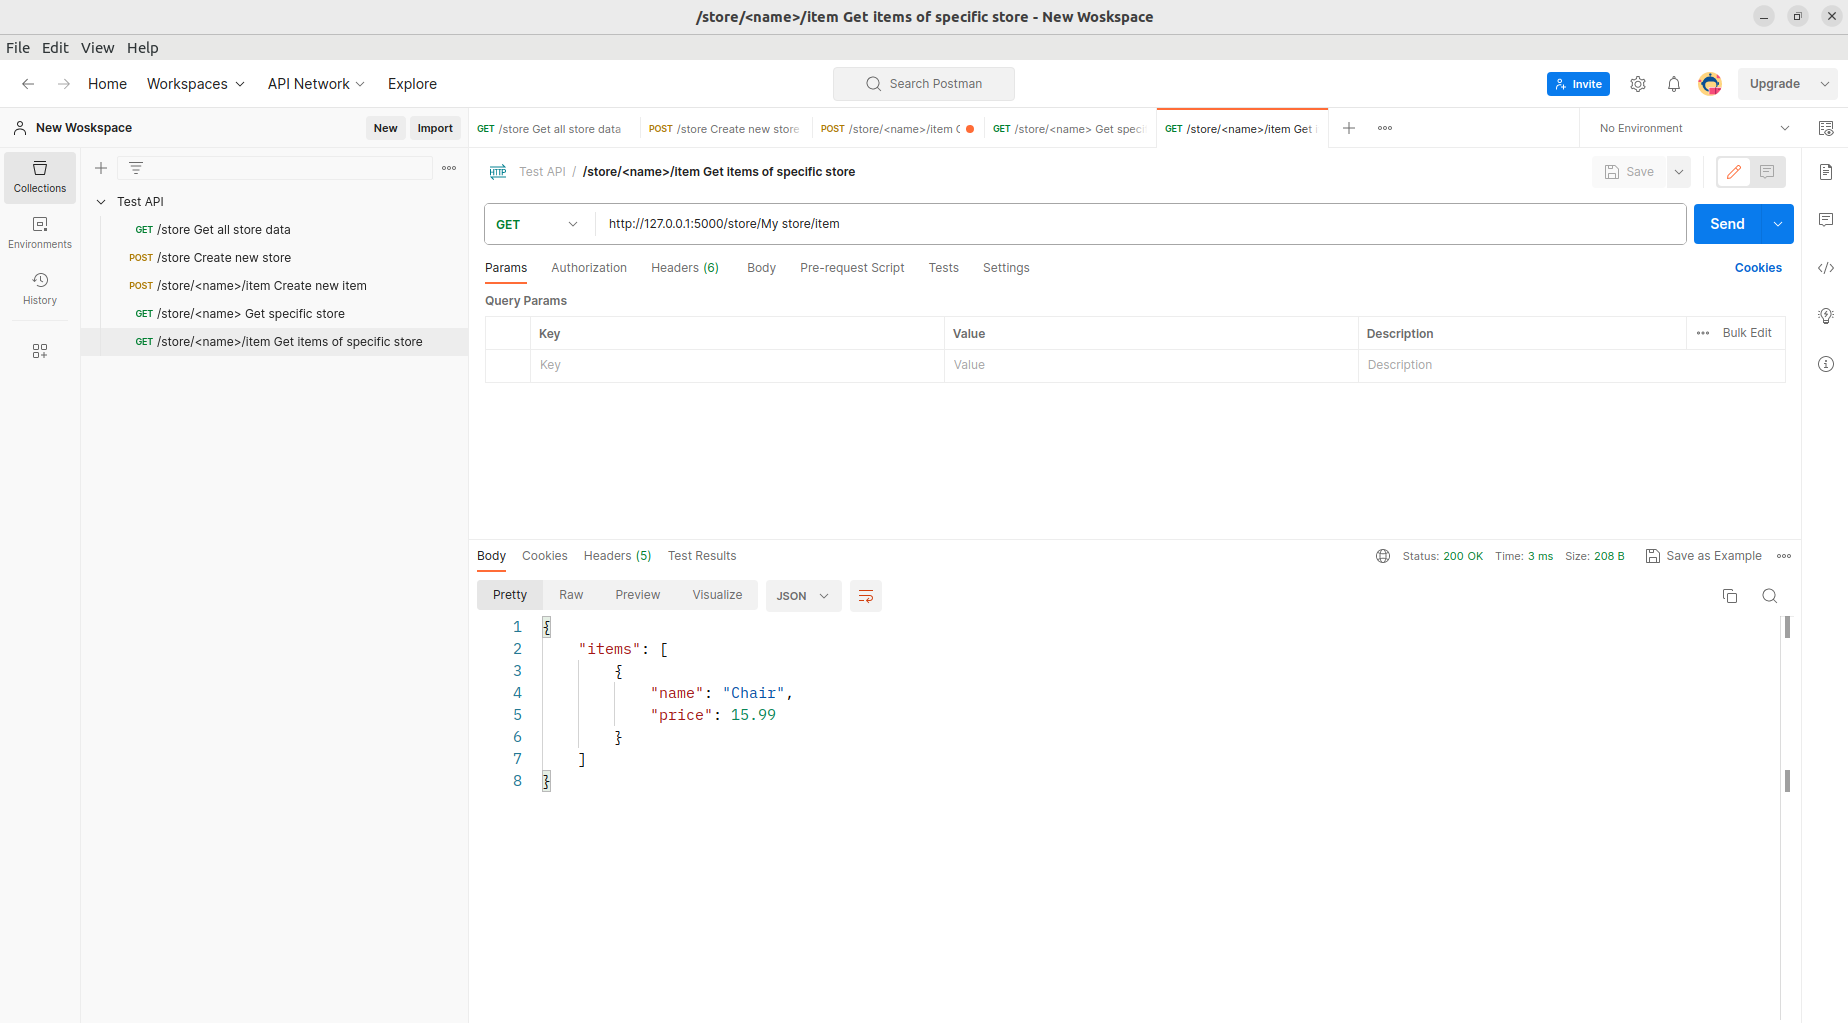 /store/<name>/item Get items of specific store - New Woskspace
File Edit View Help
Home Workspaces API Network Explore Search Postman Invite Upgrade
New Woskspace New Import
GET /store Get all store data POST /store Create new store POST /store/<name>/item C GET /store/<name> Get speci GET /store/<name>/item Get i No Environment
Collections
Environments
History
Test API
GET /store Get all store data
POST /store Create new store
POST /store/<name>/item Create new item
GET /store/<name> Get specific store
GET /store/<name>/item Get items of specific store
HTTP Test API / /store/<name>/item Get items of specific store Save
GET http://127.0.0.1:5000/store/My store/item Send
Params Authorization Headers (6) Body Pre-request Script Tests Settings Cookies
Query Params
Key Value Description Bulk Edit
Key Value Description
Body Cookies Headers (5) Test Results Status: 200 OK Time: 3 ms Size: 208 B Save as Example
Pretty Raw Preview Visualize JSON
1 {
2 "items": [
3 {
4 "name": "Chair",
5 "price": 15.99
6 }
7 ]
8 }